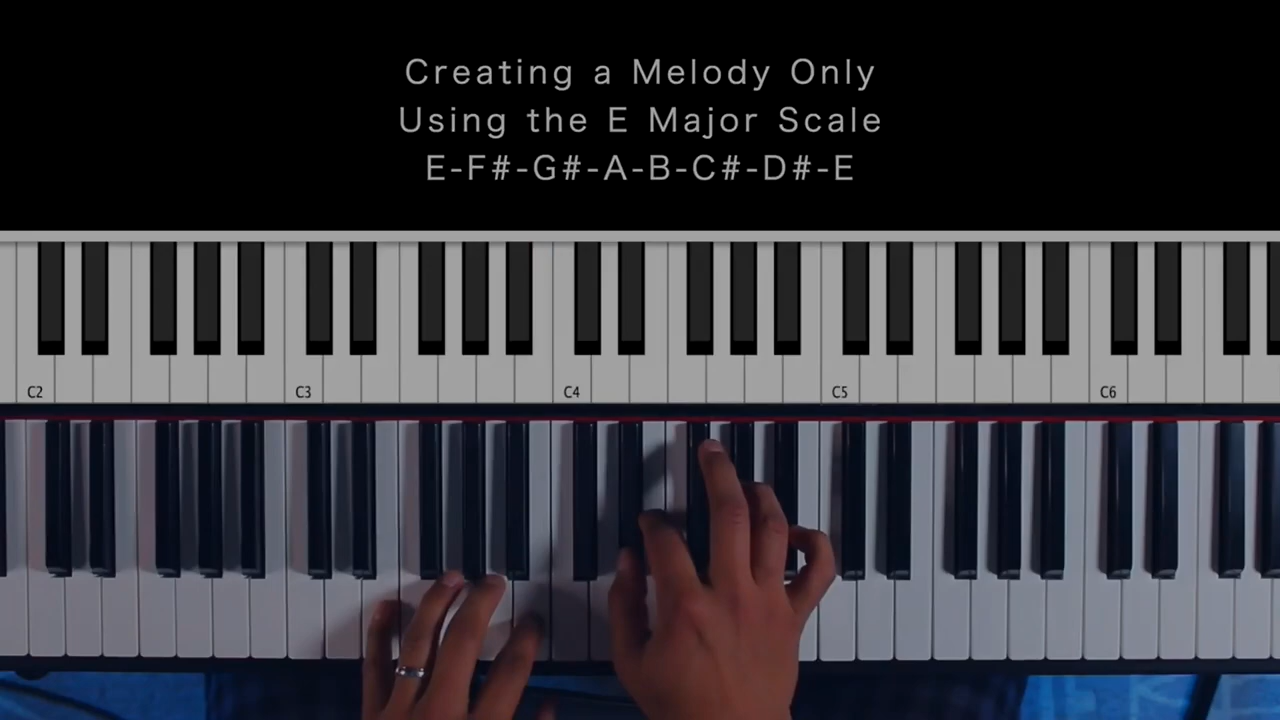 Creating a Melody Only
Using the E Major Scale
E-F#-G#-A-B-C#-D#-E
C2 C3 C4 C5 C6